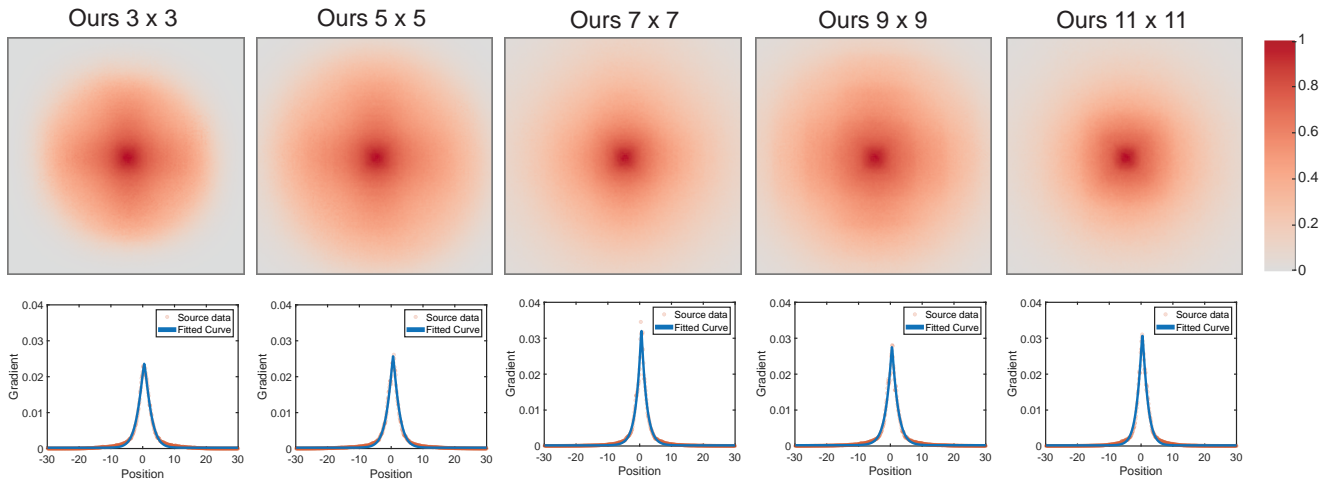 Ours 3 x 3
Ours 5 x 5
Ours 7 x 7
Ours 9 x 9
Ours 11 x 11
1
0.8
0.6
0.4
0.2
0
0.04
0.03
0.02
0.01
0
Gradient
Source data
Fitted Curve
-30 -20 -10 0 10 20 30
Position
0.04
0.03
0.02
0.01
0
Gradient
Source data
Fitted Curve
-30 -20 -10 0 10 20 30
Position
0.04
0.03
0.02
0.01
0
Gradient
Source data
Fitted Curve
-30 -20 -10 0 10 20 30
Position
0.04
0.03
0.02
0.01
0
Gradient
Source data
Fitted Curve
-30 -20 -10 0 10 20 30
Position
0.04
0.03
0.02
0.01
0
Gradient
Source data
Fitted Curve
-30 -20 -10 0 10 20 30
Position